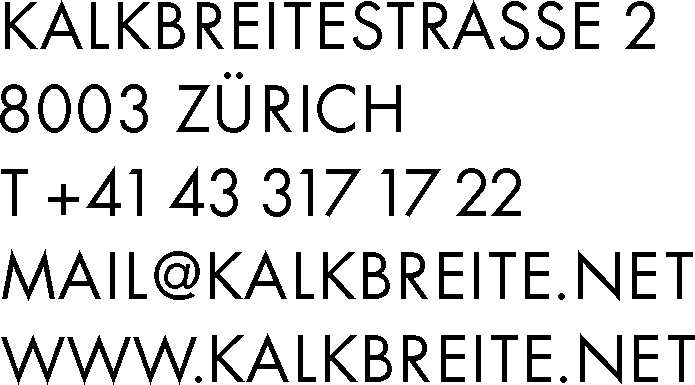 KALKBREITESTRASSE 2
8003 ZÜRICH
T +41 43 317 17 22
MAIL@KALKBREITE.NET
WWW.KALKBREITE.NET